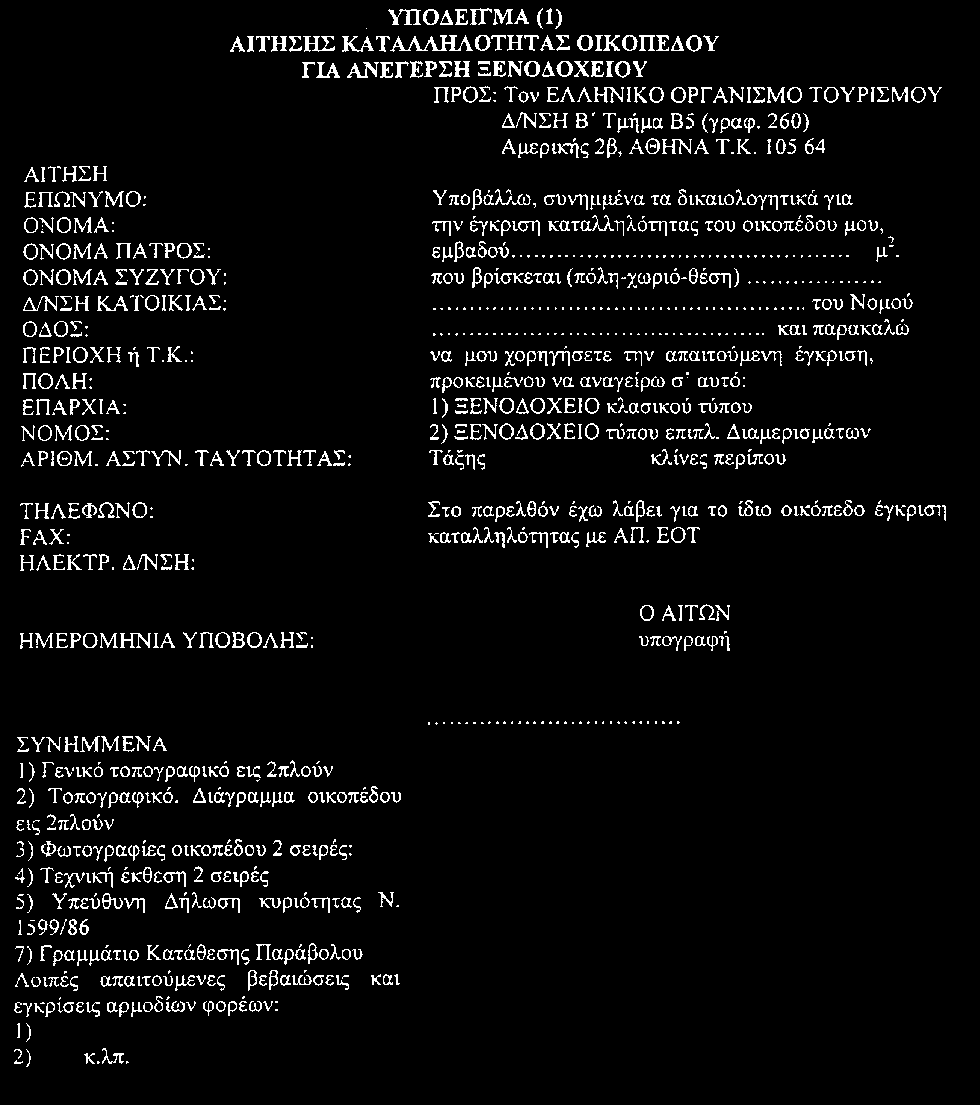 ΥΠΟΔΕΙΓΜΑ (1)
ΑΙΤΗΣΗΣ ΚΑΤΑΛΛΗΛΟΤΗΤΑΣ ΟΙΚΟΠΕΔΟΥ
ΓΙΑ ΑΝΕΓΕΡΣΗ ΞΕΝΟΔΟΧΕΙΟΥ
ΠΡΟΣ: Τον ΕΛΛΗΝΙΚΟ ΟΡΓΑΝΙΣΜΟ ΤΟΥΡΙΣΜΟΥ
Δ/ΝΣΗ Β΄ Τμήμα Β5 (γραφ. 260)
Αμερικής 2β, ΑΘΗΝΑ Τ.Κ. 105 64
ΑΙΤΗΣΗ
ΕΠΩΝΥΜΟ:
ΟΝΟΜΑ:
ΟΝΟΜΑ ΠΑΤΡΟΣ:
ΟΝΟΜΑ ΣΥΖΥΓΟΥ:
Δ/ΝΣΗ ΚΑΤΟΙΚΙΑΣ:
ΟΔΟΣ:
ΠΕΡΙΟΧΗ ή Τ.Κ.:
ΠΟΛΗ:
ΕΠΑΡΧΙΑ:
ΝΟΜΟΣ:
ΑΡΙΘΜ. ΑΣΤΥΝ. ΤΑΥΤΟΤΗΤΑΣ:
ΤΗΛΕΦΩΝΟ:
FAX:
ΗΛΕΚΤΡ. Δ/ΝΣΗ:
ΗΜΕΡΟΜΗΝΙΑ ΥΠΟΒΟΛΗΣ:
Υποβάλλω, συνημμένα τα δικαιολογητικά για
την έγκριση καταλληλότητας του οικοπέδου μου,
εμβαδού.............................................. μ².
που βρίσκεται (πόλη-χωριό-θέση) ..................
.................................................... του Νομού
.............................................. και παρακαλώ
να μου χορηγήσετε την απαιτούμενη έγκριση,
προκειμένου να αναγείρω σ' αυτό:
1) ΞΕΝΟΔΟΧΕΙΟ κλασικού τύπου
2) ΞΕΝΟΔΟΧΕΙΟ τύπου επιπλ. Διαμερισμάτων
Τάξης κλίνες περίπου
Στο παρελθόν έχω λάβει για το ίδιο οικόπεδο έγκριση
καταλληλότητας με ΑΠ. ΕΟΤ
Ο ΑΙΤΩΝ
υπογραφή
..................................
ΣΥΝΗΜΜΕΝΑ
1) Γενικό τοπογραφικό εις 2πλούν
2) Τοπογραφικό. Διάγραμμα οικοπέδου
εις 2πλούν
3) Φωτογραφίες οικοπέδου 2 σειρές:
4) Τεχνική έκθεση 2 σειρές
5) Υπεύθυνη Δήλωση κυριότητας Ν.
1599/86
7) Γραμμάτιο Κατάθεσης Παράβολου
Λοιπές απαιτούμενες βεβαιώσεις και
εγκρίσεις αρμοδίων φορέων:
1)
2) κ.λπ.